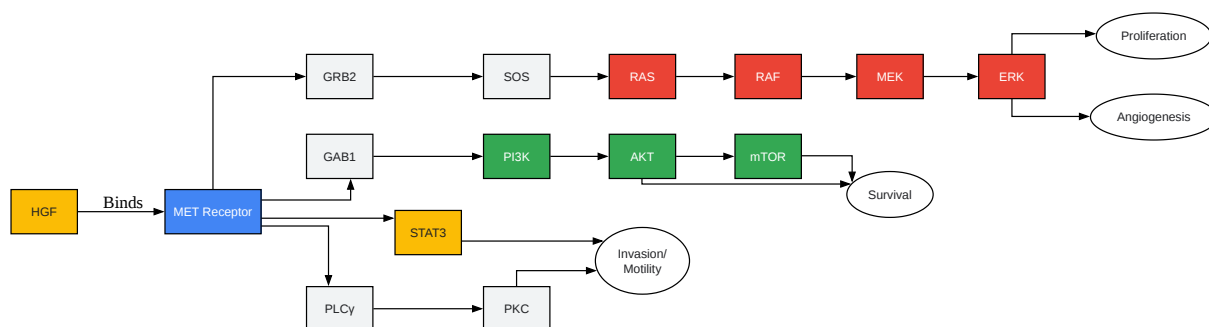 Proliferation
GRB2
SOS
RAS
RAF
MEK
ERK
Angiogenesis
GAB1
PI3K
AKT
mTOR
Survival
HGF
Binds
MET Receptor
STAT3
Invasion/
Motility
PLCγ
PKC